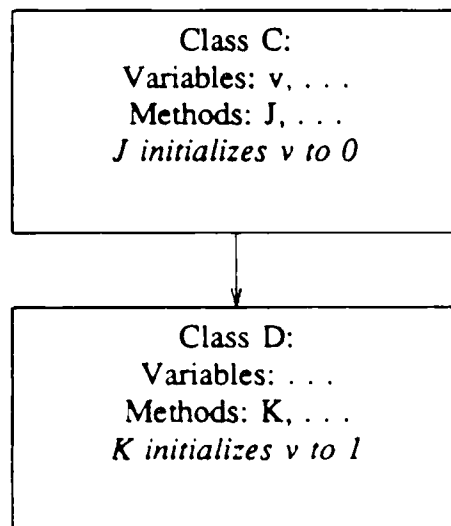 Class C:
Variables: v, . . .
Methods: J, . . .
J initializes v to 0
Class D:
Variables: . . .
Methods: K, . . .
K initializes v to 1